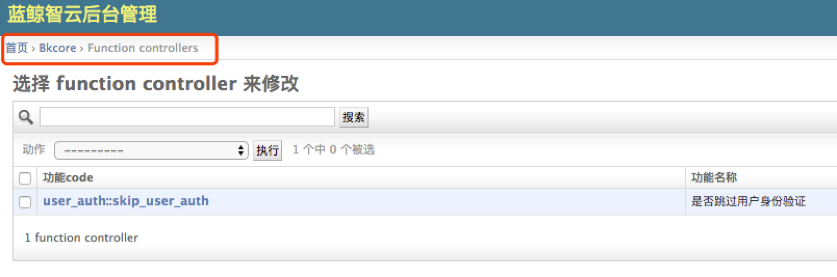 蓝鲸智云后台管理
首页 › Bkcore › Function controllers
选择 function controller 来修改
搜索
动作 --------- 执行 1 个中 0 个被选
功能code 功能名称
user_auth::skip_user_auth 是否跳过用户身份验证
1 function controller